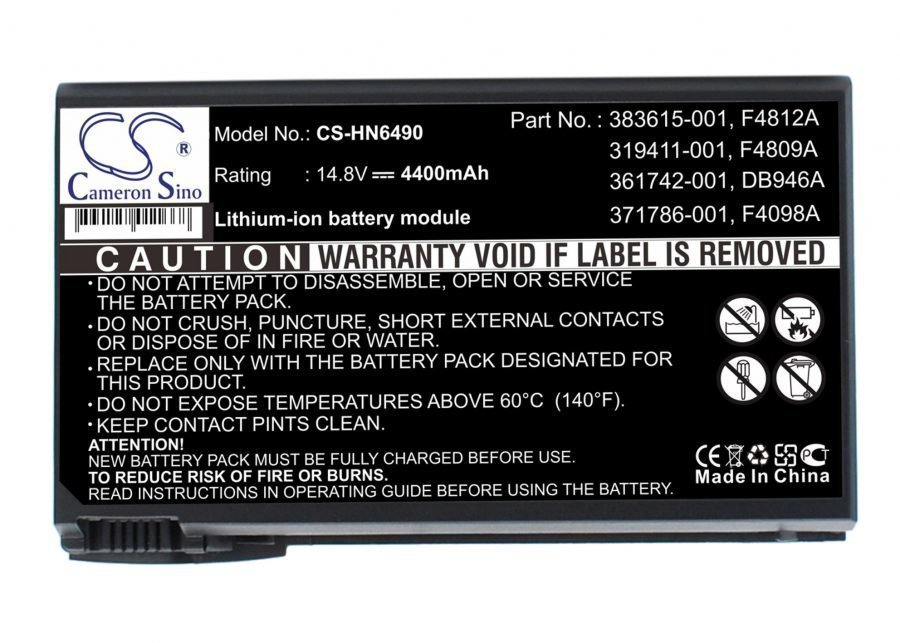 CS ®
Cameron Sino
Model No.: CS-HN6490
Rating : 14.8V 4400mAh
Lithium-ion battery module
Part No. : 383615-001, F4812A
319411-001, F4809A
361742-001, DB946A
371786-001, F4098A
CAUTION WARRANTY VOID IF LABEL IS REMOVED
• DO NOT ATTEMPT TO DISASSEMBLE, OPEN OR SERVICE
THE BATTERY PACK.
• DO NOT CRUSH, PUNCTURE, SHORT EXTERNAL CONTACTS
OR DISPOSE OF IN FIRE OR WATER.
• REPLACE ONLY WITH THE BATTERY PACK DESIGNATED FOR
THIS PRODUCT.
• DO NOT EXPOSE TEMPERATURES ABOVE 60°C (140°F).
• KEEP CONTACT PINTS CLEAN.
ATTENTION!
NEW BATTERY PACK MUST BE FULLY CHARGED BEFORE USE.
TO REDUCE RISK OF FIRE OR BURNS.
READ INSTRUCTIONS IN OPERATING GUIDE BEFORE USING THE BATTERY.
CE
Made in China